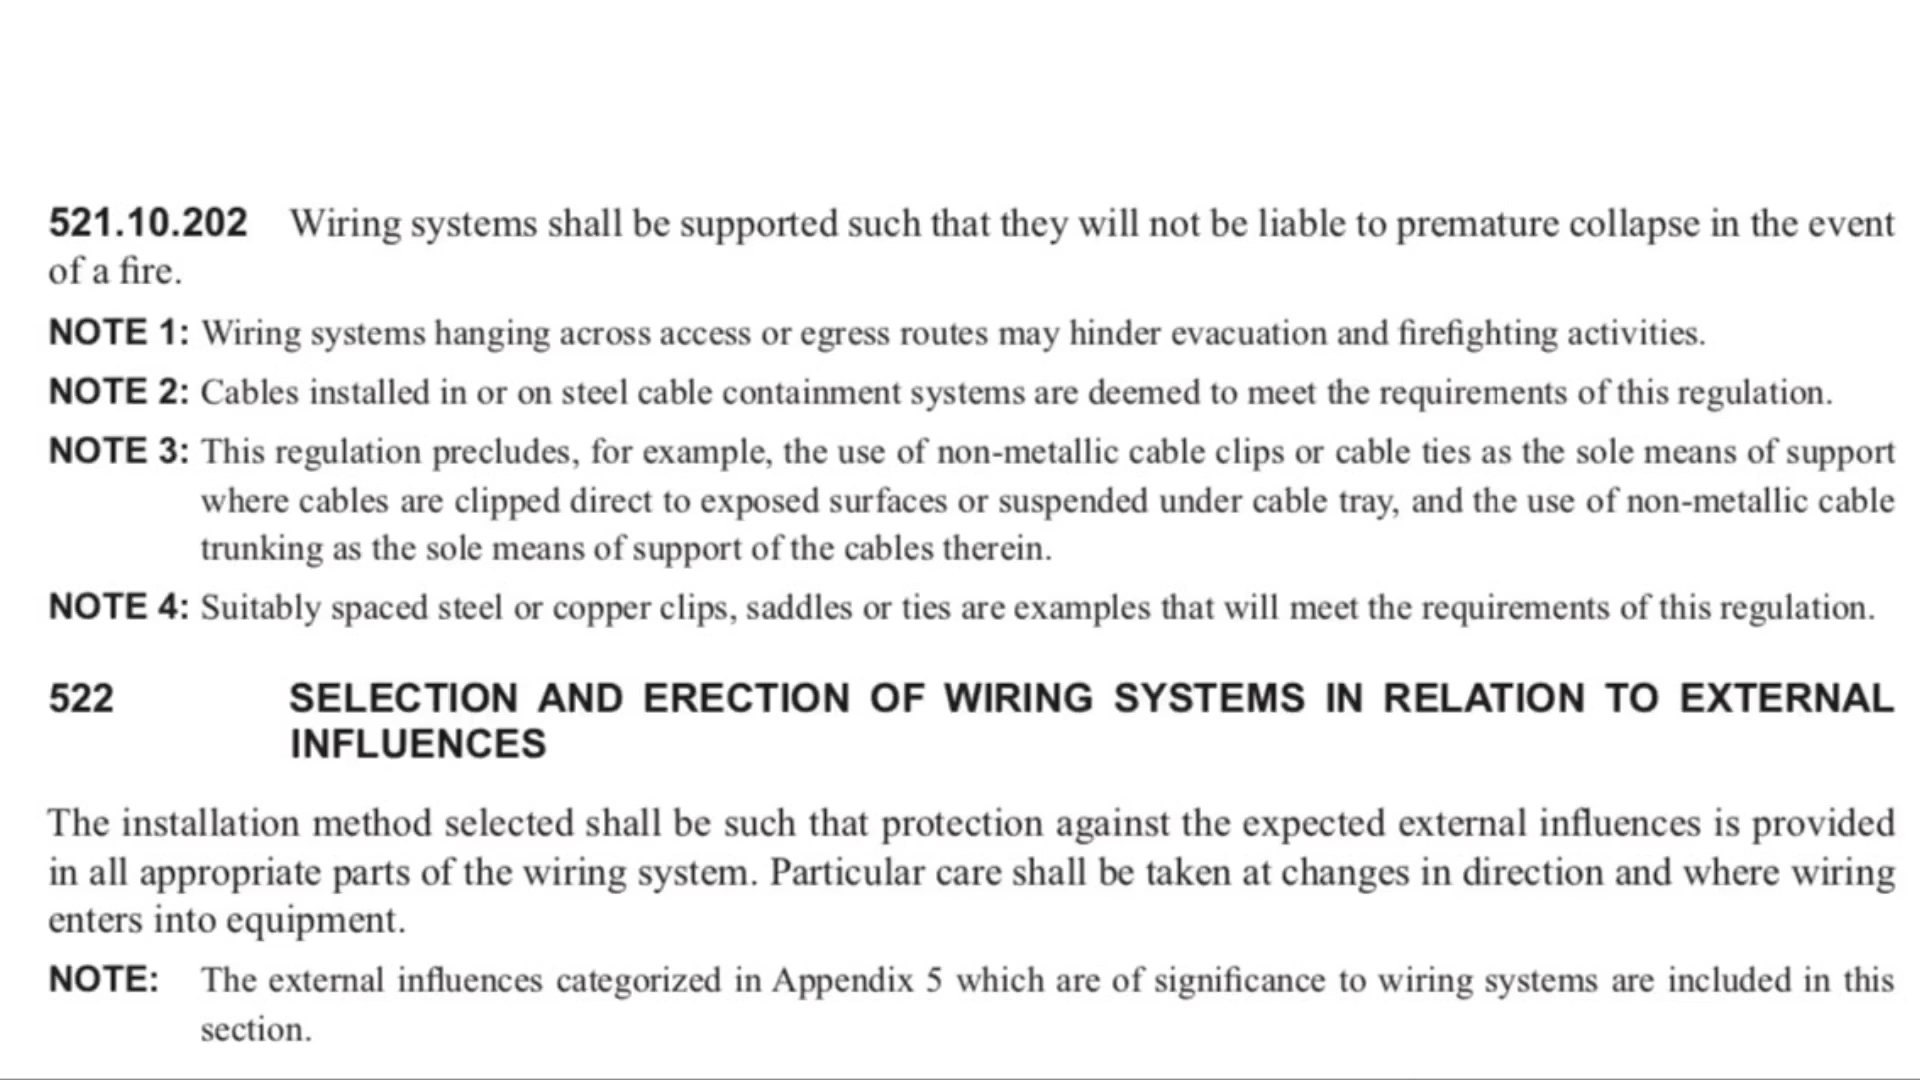 521.10.202 Wiring systems shall be supported such that they will not be liable to premature collapse in the event
of a fire.
NOTE 1: Wiring systems hanging across access or egress routes may hinder evacuation and firefighting activities.
NOTE 2: Cables installed in or on steel cable containment systems are deemed to meet the requirements of this regulation.
NOTE 3: This regulation precludes, for example, the use of non-metallic cable clips or cable ties as the sole means of support
where cables are clipped direct to exposed surfaces or suspended under cable tray, and the use of non-metallic cable
trunking as the sole means of support of the cables therein.
NOTE 4: Suitably spaced steel or copper clips, saddles or ties are examples that will meet the requirements of this regulation.
522 SELECTION AND ERECTION OF WIRING SYSTEMS IN RELATION TO EXTERNAL
INFLUENCES
The installation method selected shall be such that protection against the expected external influences is provided
in all appropriate parts of the wiring system. Particular care shall be taken at changes in direction and where wiring
enters into equipment.
NOTE: The external influences categorized in Appendix 5 which are of significance to wiring systems are included in this
section.